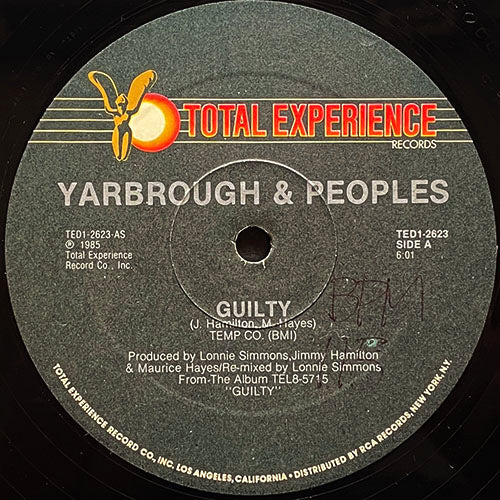 TOTAL EXPERIENCE
RECORDS
YARBROUGH & PEOPLES
TED1-2623-AS
℗ 1985
Total Experience
Record Co., Inc.
TED1-2623
SIDE A
6:01
GUILTY
(J. Hamilton, M. Hayes)
TEMP CO. (BMI)
BPM
Produced by Lonnie Simmons, Jimmy Hamilton
& Maurice Hayes/Re-mixed by Lonnie Simmons
From The Album TEL8-5715
"GUILTY"
TOTAL EXPERIENCE RECORD CO., INC. LOS ANGELES, CALIFORNIA • DISTRIBUTED BY RCA RECORDS, NEW YORK, N.Y.